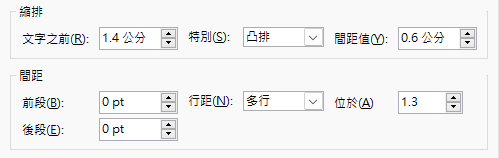 縮排
文字之前(R): 1.4 公分 特別(S): 凸排 間距值(Y): 0.6 公分
間距
前段(B): 0 pt 行距(N): 多行 位於(A) 1.3
後段(E): 0 pt